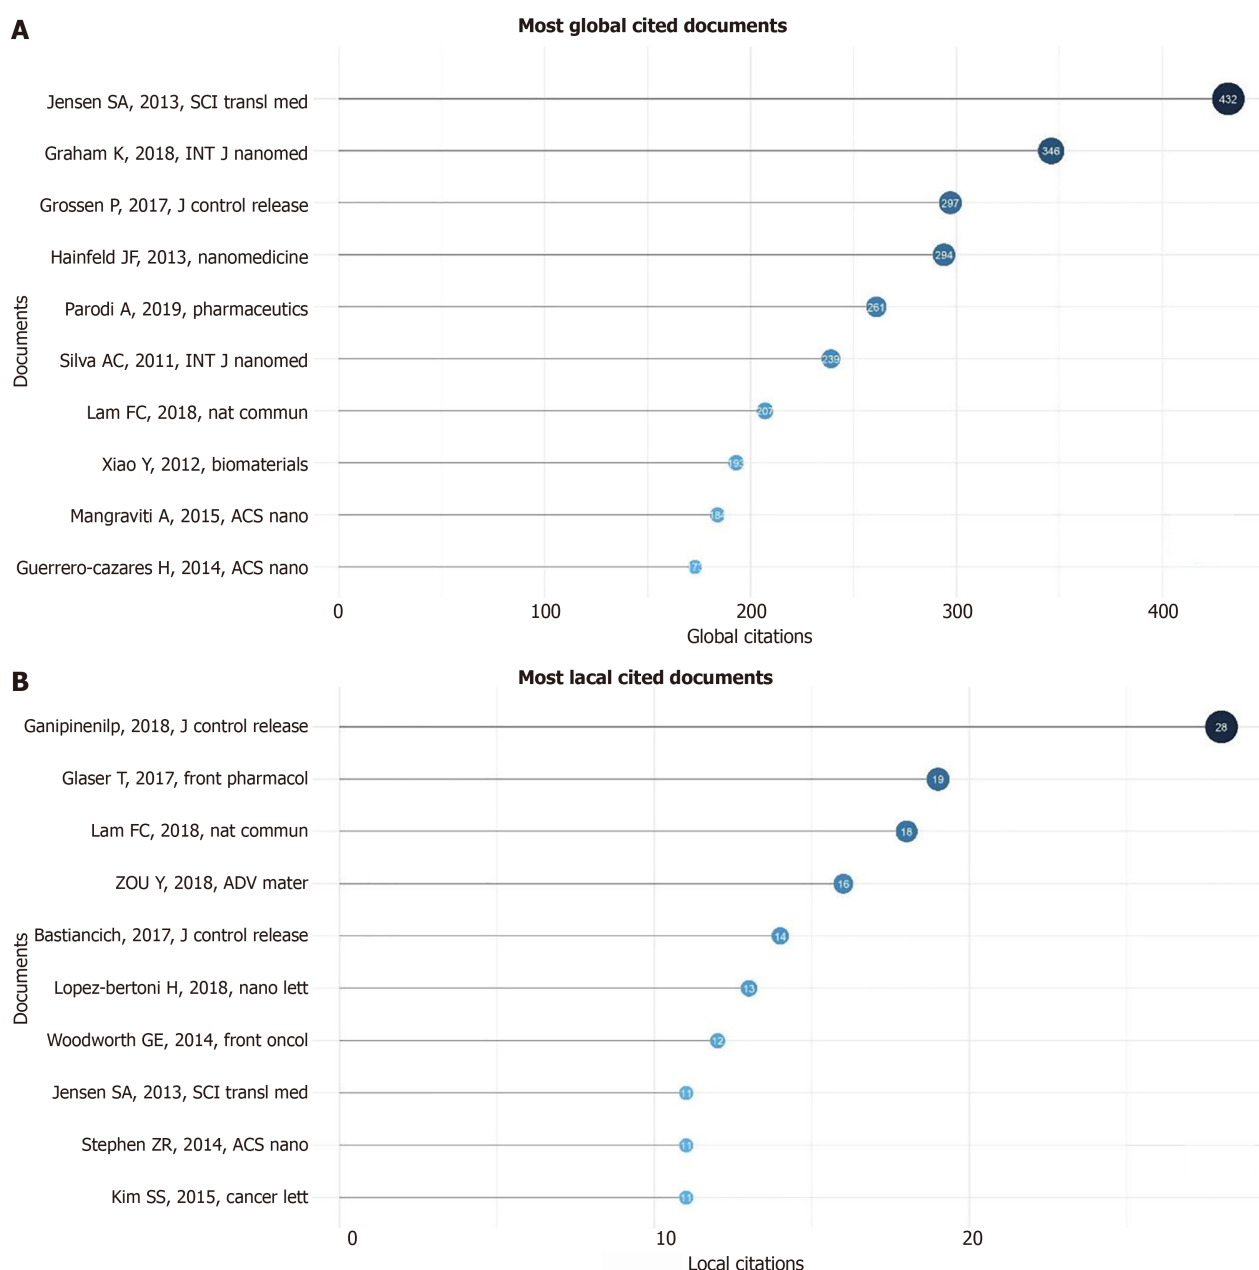 A
Most global cited documents
Documents
Jensen SA, 2013, SCI transl med
432
Graham K, 2018, INT J nanomed
346
Grossen P, 2017, J control release
297
Hainfeld JF, 2013, nanomedicine
294
Parodi A, 2019, pharmaceutics
261
Silva AC, 2011, INT J nanomed
239
Lam FC, 2018, nat commun
207
Xiao Y, 2012, biomaterials
193
Mangraviti A, 2015, ACS nano
184
Guerrero-cazares H, 2014, ACS nano
0 100 200 300 400
Global citations
B
Most lacal cited documents
Documents
Ganipinenilp, 2018, J control release
28
Glaser T, 2017, front pharmacol
19
Lam FC, 2018, nat commun
18
ZOU Y, 2018, ADV mater
16
Bastiancich, 2017, J control release
14
Lopez-bertoni H, 2018, nano lett
13
Woodworth GE, 2014, front oncol
12
Jensen SA, 2013, SCI transl med
11
Stephen ZR, 2014, ACS nano
11
Kim SS, 2015, cancer lett
11
0 10 20
Local citations